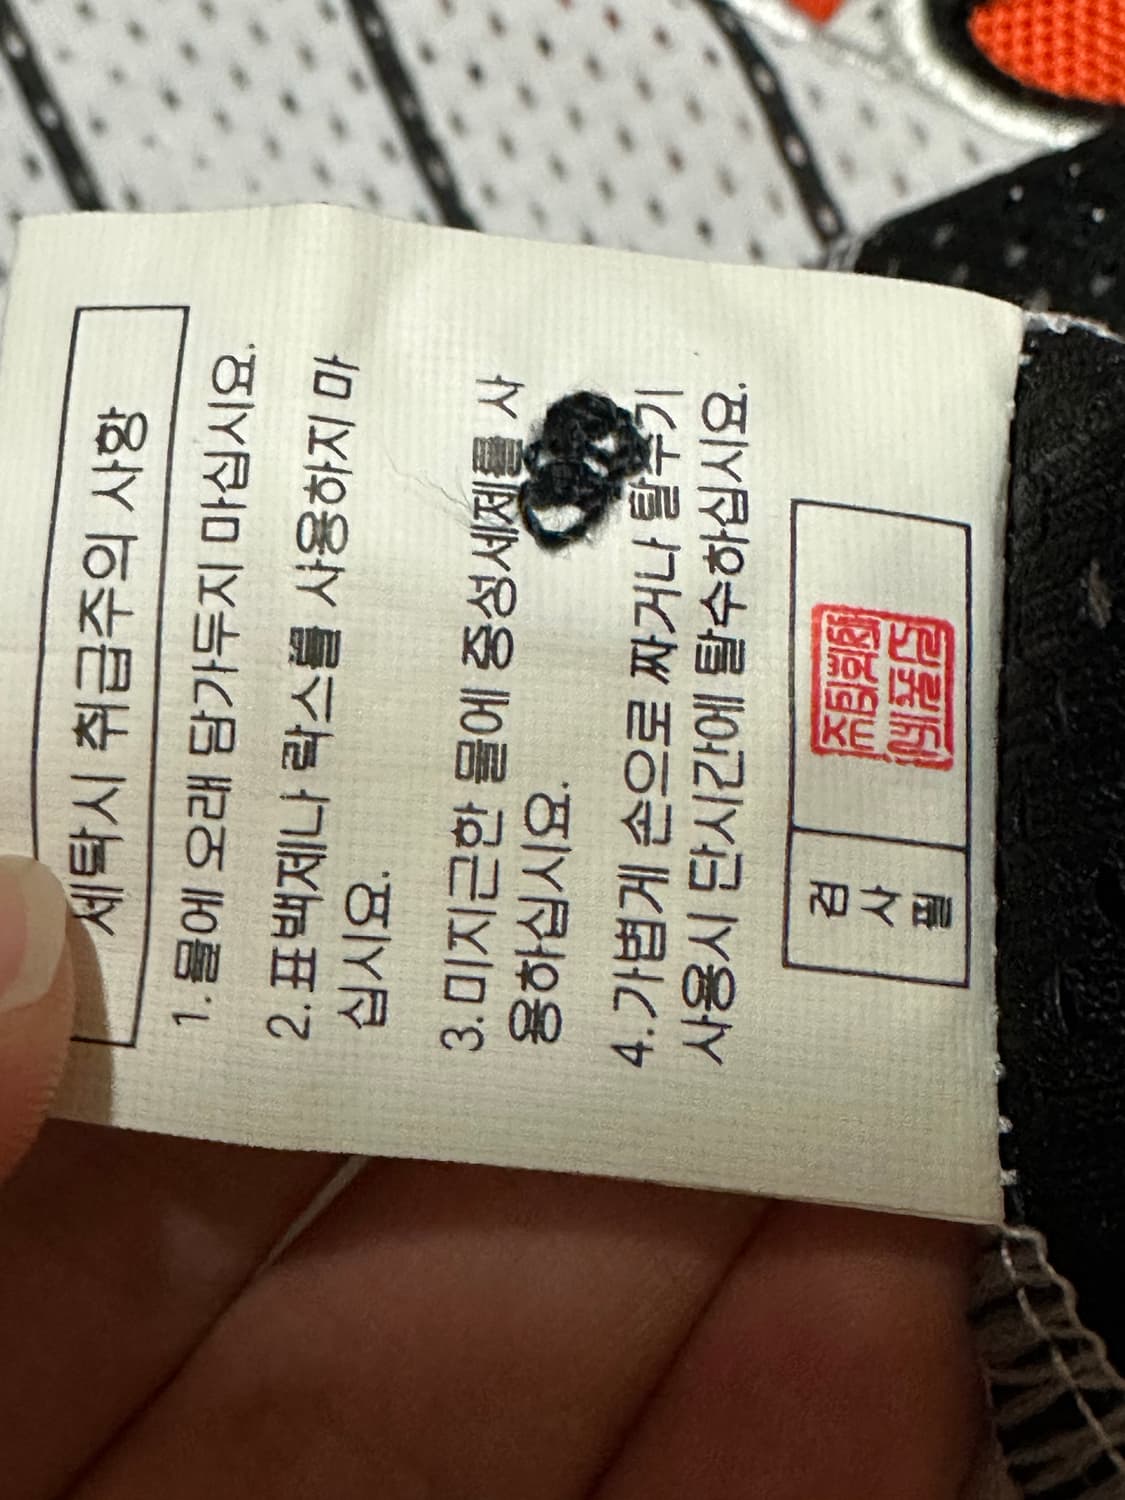 세탁시 취급주의 사항
1. 물에 오래 담가두지 마십시요.
2. 표백제나 락스를 사용하지 마
십시요.
3. 미지근한 물에 중성세제를 사
용하십시요.
4. 가볍게 손으로 짜거나 탈수기
사용시 단시간에 탈수하십시요.
검
사
필